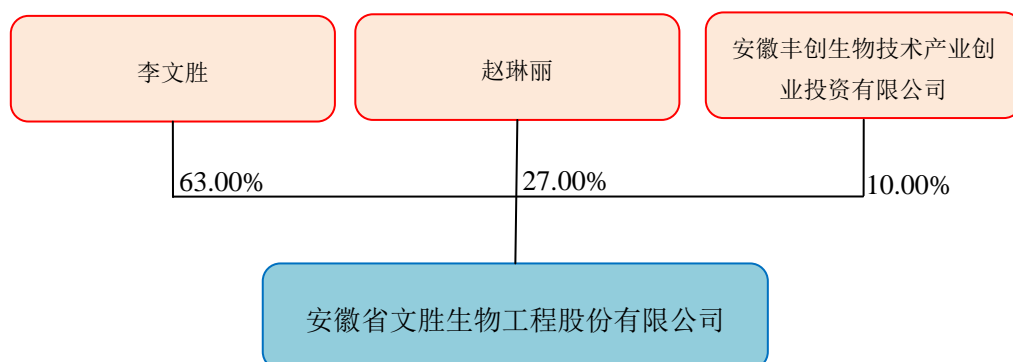 李文胜
赵琳丽
安徽丰创生物技术产业创
业投资有限公司
63.00%
27.00%
10.00%
安徽省文胜生物工程股份有限公司